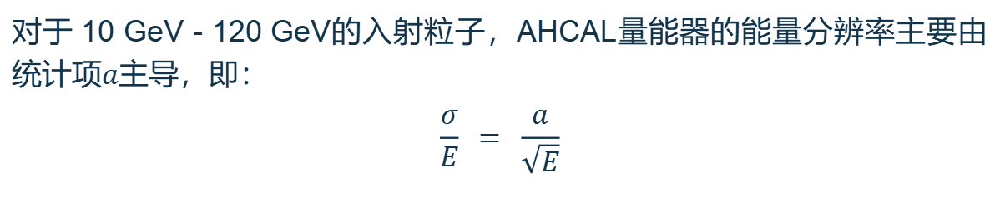 对于 10 GeV - 120 GeV的入射粒子，AHCAL量能器的能量分辨率主要由
统计项a主导，即：
σ/E = a/√E